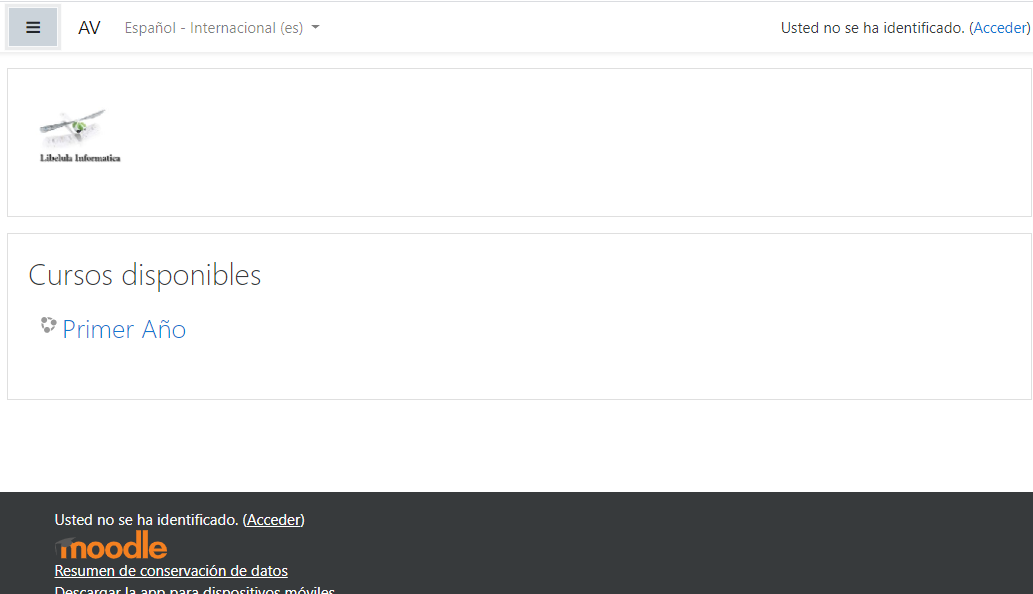 AV Español - Internacional (es) Usted no se ha identificado. (Acceder)
Libelula Informatica
Cursos disponibles
Primer Año
Usted no se ha identificado. (Acceder)
moodle
Resumen de conservación de datos
Descargar la app para dispositivos móviles